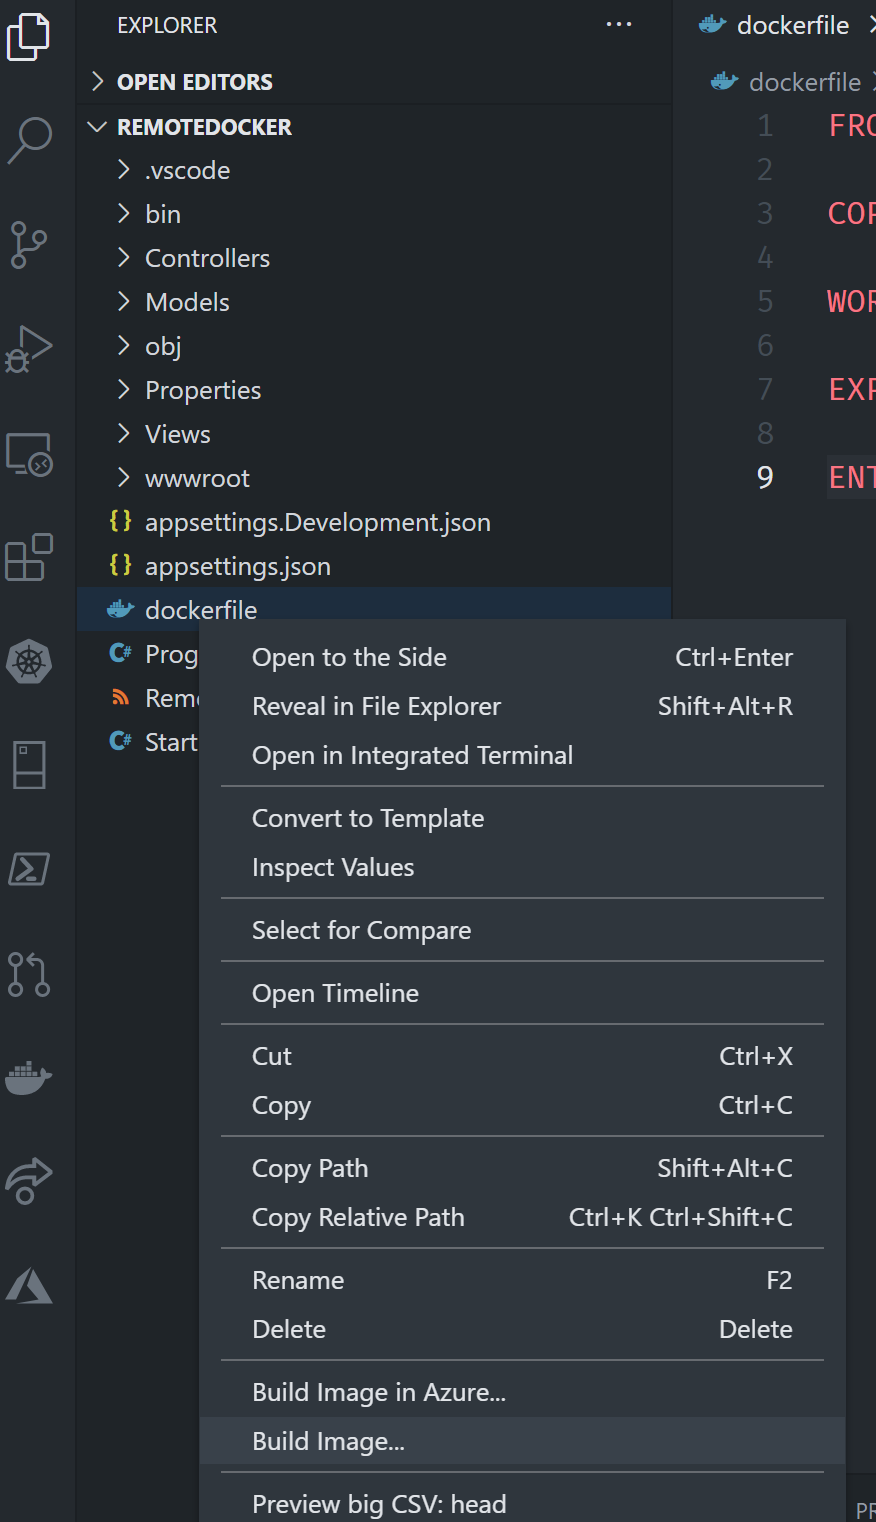 EXPLORER
dockerfile
OPEN EDITORS
dockerfile
REMOTEDOCKER
.vscode
bin
Controllers
Models
obj
Properties
Views
wwwroot
appsettings.Development.json
appsettings.json
dockerfile
Prog
Remo
Start
1 FRO
2
3 COP
4
5 WOR
6
7 EXP
8
9 ENT
Open to the Side Ctrl+Enter
Reveal in File Explorer Shift+Alt+R
Open in Integrated Terminal
Convert to Template
Inspect Values
Select for Compare
Open Timeline
Cut Ctrl+X
Copy Ctrl+C
Copy Path Shift+Alt+C
Copy Relative Path Ctrl+K Ctrl+Shift+C
Rename F2
Delete Delete
Build Image in Azure...
Build Image...
Preview big CSV: head
PR